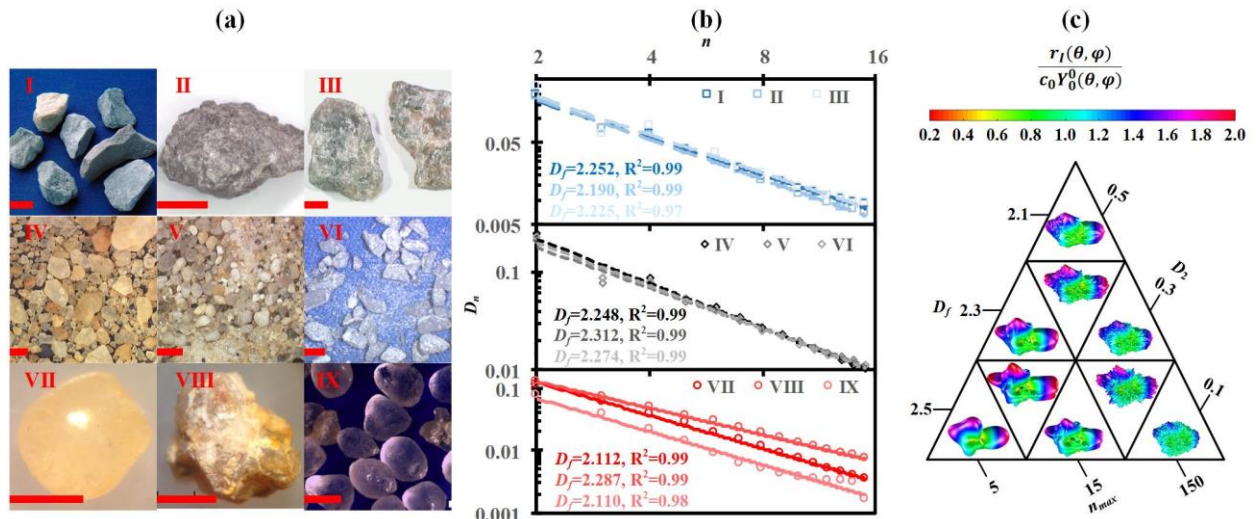 (a)
I
II
III
IV
V
VI
VII
VIII
IX
(b)
n
2
4
8
16
I
II
III
0.05
D_f=2.252, R²=0.99
D_f=2.190, R²=0.99
D_f=2.225, R²=0.97
0.005
IV
V
VI
0.1
D_n
D_f=2.248, R²=0.99
D_f=2.312, R²=0.99
D_f=2.274, R²=0.99
0.01
VII
VIII
IX
0.1
0.01
D_f=2.112, R²=0.99
D_f=2.287, R²=0.99
D_f=2.110, R²=0.98
0.001
(c)
r_I(θ, φ)
c_0Y_0^0(θ, φ)
0.2 0.4 0.6 0.8 1.0 1.2 1.4 1.6 1.8 2.0
2.1
0.5
D_2
D_f
2.3
0.3
2.5
0.1
5
15
150
n_max